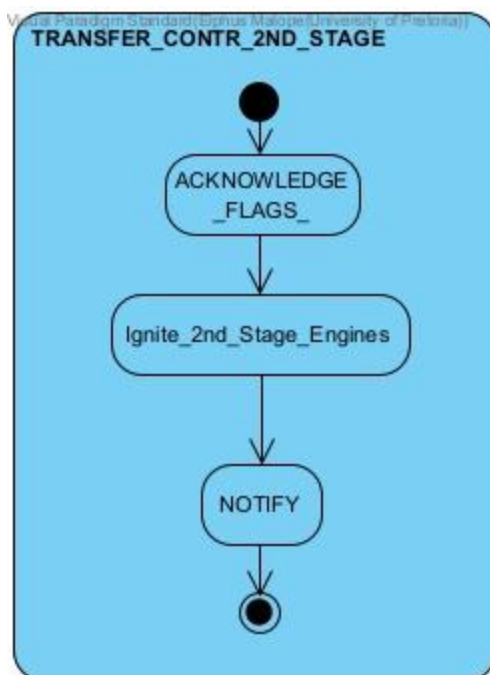 Visual Paradigm Standard(Elphus Malope(University of Pretoria))
TRANSFER_CONTR_2ND_STAGE
ACKNOWLEDGE
_FLAGS_
Ignite_2nd_Stage_Engines
NOTIFY